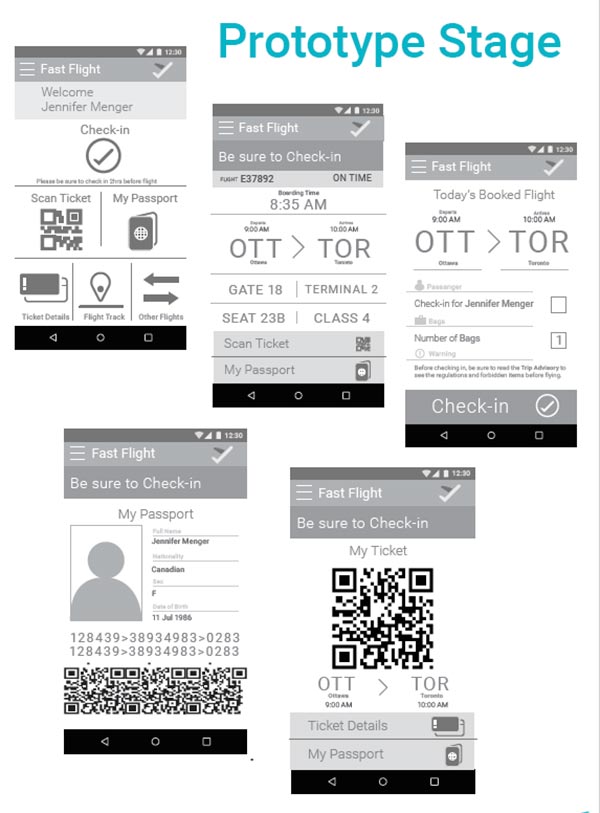 Prototype Stage
12:30
Fast Flight
Welcome
Jennifer Menger
Check-in
Please be sure to check in 2hrs before flight
Scan Ticket
My Passport
Ticket Details
Flight Track
Other Flights
12:30
Fast Flight
Be sure to Check-in
FLIGHT E37892
ON TIME
Boarding Time
8:35 AM
Departs
Arrives
9:00 AM
10:00 AM
OTT > TOR
Ottawa
Toronto
GATE 18
TERMINAL 2
SEAT 23B
CLASS 4
Scan Ticket
My Passport
12:30
Fast Flight
Today's Booked Flight
Departs
Arrives
9:00 AM
10:00 AM
OTT > TOR
Ottawa
Toronto
Passanger
Check-in for Jennifer Menger
Bags
Number of Bags
1
Warning
Before checking in, be sure to read the Trip Advisory to
see the regulations and forbidden items before flying.
Check-in
12:30
Fast Flight
Be sure to Check-in
My Passport
Full Name
Jennifer Menger
Nationality
Canadian
Sex
F
Date of Birth
11 Jul 1986
128439>38934983>0283
128439>38934983>0283
12:30
Fast Flight
Be sure to Check-in
My Ticket
OTT > TOR
Ottawa
Toronto
9:00 AM
10:00 AM
Ticket Details
My Passport